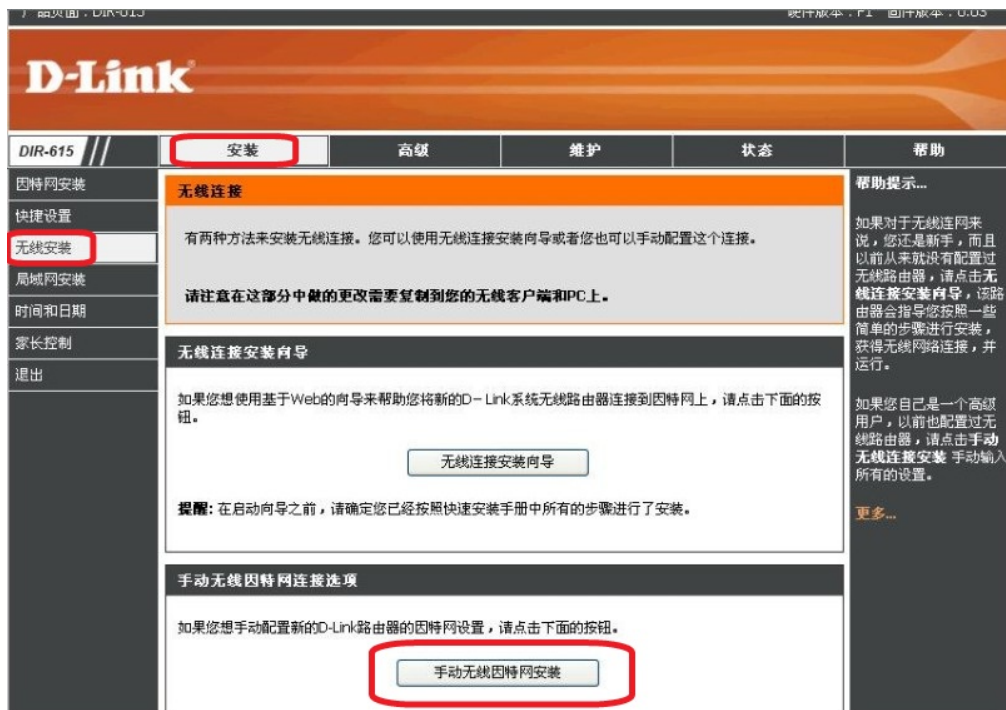 产品页面：DIR-615
硬件版本：F1 固件版本：6.03
D-Link
DIR-615
安装
高级
维护
状态
帮助
因特网安装
快捷设置
无线安装
局域网安装
时间和日期
家长控制
退出
无线连接
有两种方法来安装无线连接。您可以使用无线连接安装向导或者您也可以手动配置这个连接。
请注意在这部分中做的更改需要复制到您的无线客户端和PC上。
无线连接安装向导
如果您想使用基于Web的向导来帮助您将新的D- Link系统无线路由器连接到因特网上，请点击下面的按
钮。
无线连接安装向导
提醒: 在启动向导之前，请确定您已经按照快速安装手册中所有的步骤进行了安装。
手动无线因特网连接选项
如果您想手动配置新的D-Link路由器的因特网设置，请点击下面的按钮。
手动无线因特网安装
帮助提示...
如果对于无线连网来
说，您还是新手，而且
以前从来就没有配置过
无线路由器，请点击无
线连接安装向导，该路
由器会指导您按照一些
简单的步骤进行安装，
获得无线网络连接，并
运行。
如果您自己是一个高级
用户，以前也配置过无
线路由器，请点击手动
无线连接安装 手动输入
所有的设置。
更多...